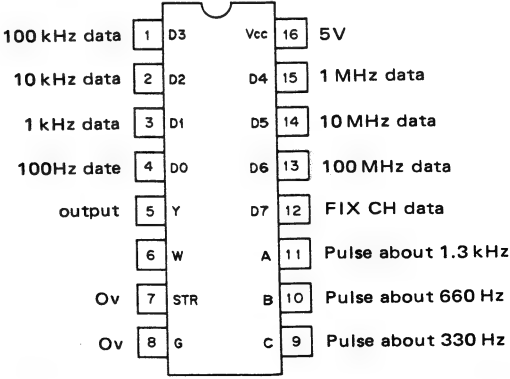 100 kHz data 1 D3 Vcc 16 5V
10 kHz data 2 D2 D4 15 1 MHz data
1 kHz data 3 D1 D5 14 10 MHz data
100Hz date 4 D0 D6 13 100 MHz data
output 5 Y D7 12 FIX CH data
6 W A 11 Pulse about 1.3 kHz
Ov 7 STR B 10 Pulse about 660 Hz
Ov 8 G C 9 Pulse about 330 Hz